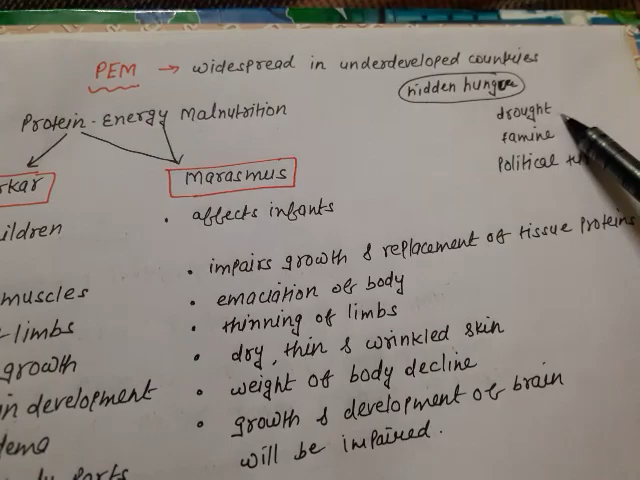 PEM → widespread in underdeveloped countries
hidden hunger
Protein - Energy Malnutrition
drought
famine
Political
rkar
Marasmus
ildren
• affects infants
• impairs growth & replacement of tissue proteins
muscles
• emaciation of body
limbs
• thinning of limbs
growth
• dry, thin & wrinkled skin
in development
• weight of body decline
dema
• growth & development of brain
will be impaired.
parts